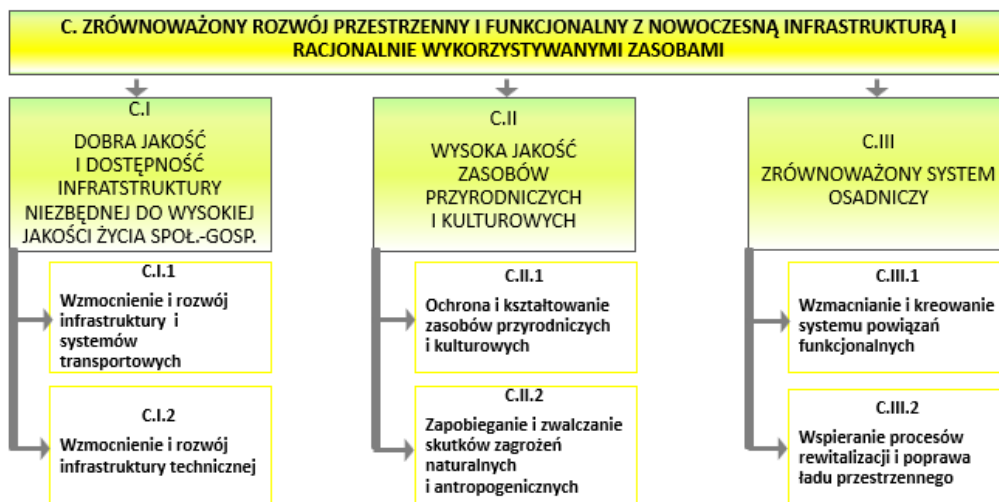 C. ZRÓWNOWAŻONY ROZWÓJ PRZESTRZENNY I FUNKCJONALNY Z NOWOCZESNĄ INFRASTRUKTURĄ I
RACJONALNIE WYKORZYSTYWANYMI ZASOBAMI
C.I
DOBRA JAKOŚĆ
I DOSTĘPNOŚĆ
INFRATSTRUKTURY
NIEZBĘDNEJ DO WYSOKIEJ
JAKOŚCI ŻYCIA SPOŁ.-GOSP.
C.I.1
Wzmocnienie i rozwój
infrastruktury i
systemów
transportowych
C.I.2
Wzmocnienie i rozwój
infrastruktury technicznej
C.II
WYSOKA JAKOŚĆ
ZASOBÓW
PRZYRODNICZYCH
I KULTUROWYCH
C.II.1
Ochrona i kształtowanie
zasobów przyrodniczych
i kulturowych
C.II.2
Zapobieganie i zwalczanie
skutków zagrożeń
naturalnych
i antropogenicznych
C.III
ZRÓWNOWAŻONY SYSTEM
OSADNICZY
C.III.1
Wzmacnianie i kreowanie
systemu powiązań
funkcjonalnych
C.III.2
Wspieranie procesów
rewitalizacji i poprawa
ładu przestrzennego